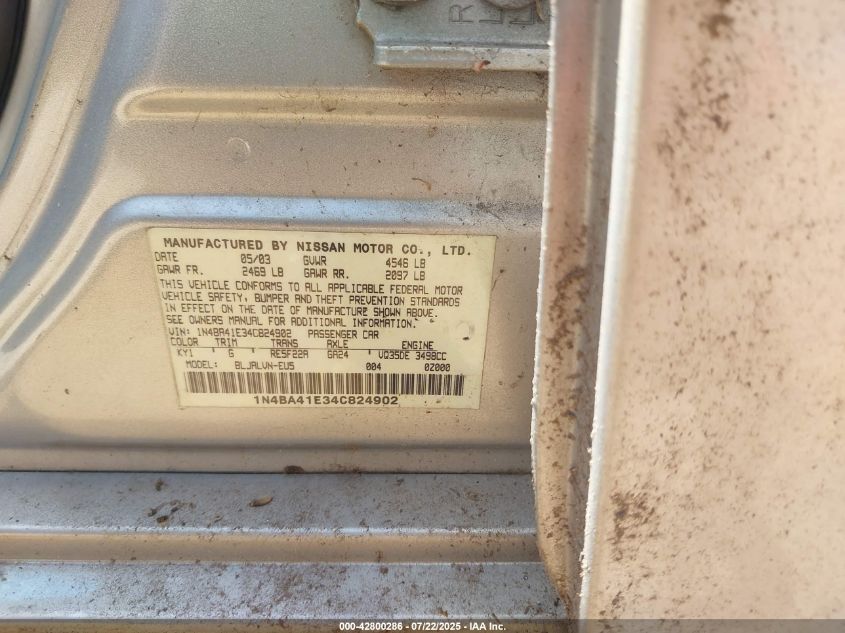 MANUFACTURED BY NISSAN MOTOR CO., LTD.
DATE 05/03 GVWR 4546 LB
GAWR FR. 2469 LB GAWR RR. 2097 LB
THIS VEHICLE CONFORMS TO ALL APPLICABLE FEDERAL MOTOR
VEHICLE SAFETY, BUMPER AND THEFT PREVENTION STANDARDS
IN EFFECT ON THE DATE OF MANUFACTURE SHOWN ABOVE.
SEE OWNERS MANUAL FOR ADDITIONAL INFORMATION.
VIN: 1N4BA41E34C824902 PASSENGER CAR
COLOR TRIM TRANS AXLE ENGINE
KY1 G RE5F22A GA24 VQ35DE 3498CC
MODEL: BLJALVN-EU5 004 0Z000
1N4BA41E34C824902
000-42800286 - 07/22/2025 - IAA Inc.